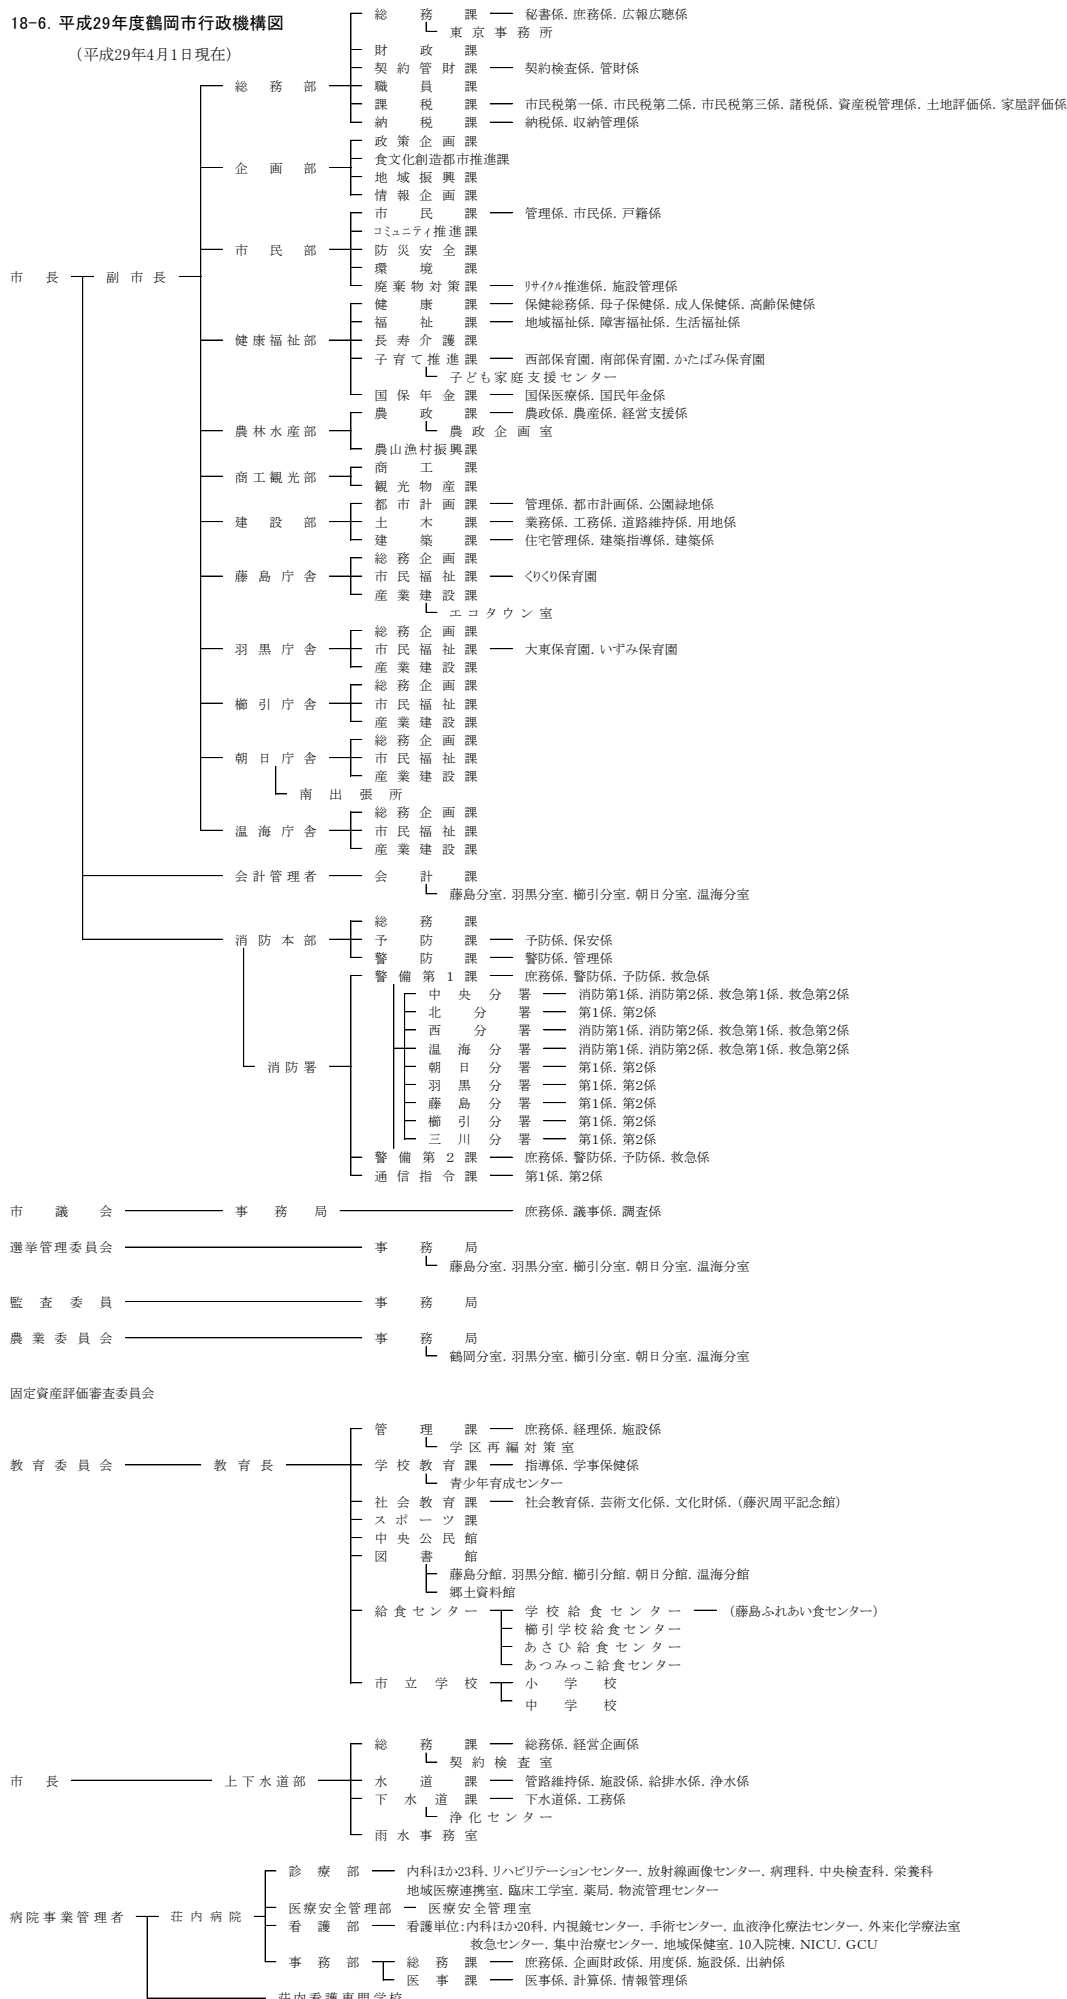 18-6. 平成29年度鶴岡市行政機構図
(平成29年4月1日現在)
総務課 秘書係. 庶務係. 広報広聴係
東京事務所
財政課
契約管財課 契約検査係. 管財係
総務部 職員課
課税課 市民税第一係. 市民税第二係. 市民税第三係. 諸税係. 資産税管理係. 土地評価係. 家屋評価係
納税課 納税係. 収納管理係
政策企画課
食文化創造都市推進課
企画部
地域振興課
情報企画課
市民課 管理係. 市民係. 戸籍係
コミュニティ推進課
市民部 防災安全課
環境課
市長 副市長
廃棄物対策課 リサイクル推進係. 施設管理係
健康課 保健総務係. 母子保健係. 成人保健係. 高齢保健係
福祉課 地域福祉係. 障害福祉係. 生活福祉係
健康福祉部 長寿介護課
子育て推進課 西部保育園. 南部保育園. かたばみ保育園
子ども家庭支援センター
国保年金課 国保医療係. 国民年金係
農政課 農政係. 農産係. 経営支援係
農林水産部 農政企画室
農山漁村振興課
商工課
商工観光部
観光物産課
都市計画課 管理係. 都市計画係. 公園緑地係
建設部 土木課 業務係. 工務係. 道路維持係. 用地係
建築課 住宅管理係. 建築指導係. 建築係
総務企画課
藤島庁舎 市民福祉課 くりくり保育園
産業建設課
エコタウン室
総務企画課
羽黒庁舎 市民福祉課 大東保育園. いずみ保育園
産業建設課
総務企画課
櫛引庁舎 市民福祉課
産業建設課
総務企画課
朝日庁舎 市民福祉課
産業建設課
南出張所
総務企画課
温海庁舎 市民福祉課
産業建設課
会計管理者 会計課
藤島分室. 羽黒分室. 櫛引分室. 朝日分室. 温海分室
総務課
消防本部 予防課 予防係. 保安係
警防課 警防係. 管理係
警備第1課 庶務係. 警防係. 予防係. 救急係
中央分署 消防第1係. 消防第2係. 救急第1係. 救急第2係
北分署 第1係. 第2係
西分署 消防第1係. 消防第2係. 救急第1係. 救急第2係
温海分署 消防第1係. 消防第2係. 救急第1係. 救急第2係
消防署 朝日分署 第1係. 第2係
羽黒分署 第1係. 第2係
藤島分署 第1係. 第2係
櫛引分署 第1係. 第2係
三川分署 第1係. 第2係
警備第2課 庶務係. 警防係. 予防係. 救急係
通信指令課 第1係. 第2係
市議会 事務局 庶務係. 議事係. 調査係
選挙管理委員会 事務局
藤島分室. 羽黒分室. 櫛引分室. 朝日分室. 温海分室
監査委員 事務局
農業委員会 事務局
鶴岡分室. 羽黒分室. 櫛引分室. 朝日分室. 温海分室
固定資産評価審査委員会
管理課 庶務係. 経理係. 施設係
学区再編対策室
教育委員会 教育長 学校教育課 指導係. 学事保健係
青少年育成センター
社会教育課 社会教育係. 芸術文化係. 文化財係. (藤沢周平記念館)
スポーツ課
中央公民館
図書館
藤島分館. 羽黒分館. 櫛引分館. 朝日分館. 温海分館
郷土資料館
給食センター 学校給食センター (藤島ふれあい食センター)
櫛引学校給食センター
あさひ給食センター
あつみっこ給食センター
市立学校 小学校
中学校
総務課 総務係. 経営企画係
契約検査室
市長 上下水道部 水道課 管路維持係. 施設係. 給排水係. 浄水係
下水道課 下水道係. 工務係
浄化センター
雨水事務室
診療部 内科ほか23科. リハビリテーションセンター. 放射線画像センター. 病理科. 中央検査科. 栄養科
地域医療連携室. 臨床工学室. 薬局. 物流管理センター
医療安全管理部 医療安全管理室
病院事業管理者 荘内病院 看護部 看護単位:内科ほか20科. 内視鏡センター. 手術センター. 血液浄化療法センター. 外来化学療法室
救急センター. 集中治療センター. 地域保健室. 10入院棟. NICU. GCU
事務部 総務課 庶務係. 企画財政係. 用度係. 施設係. 出納係
医事課 医事係. 計算係. 情報管理係
荘内看護専門学校